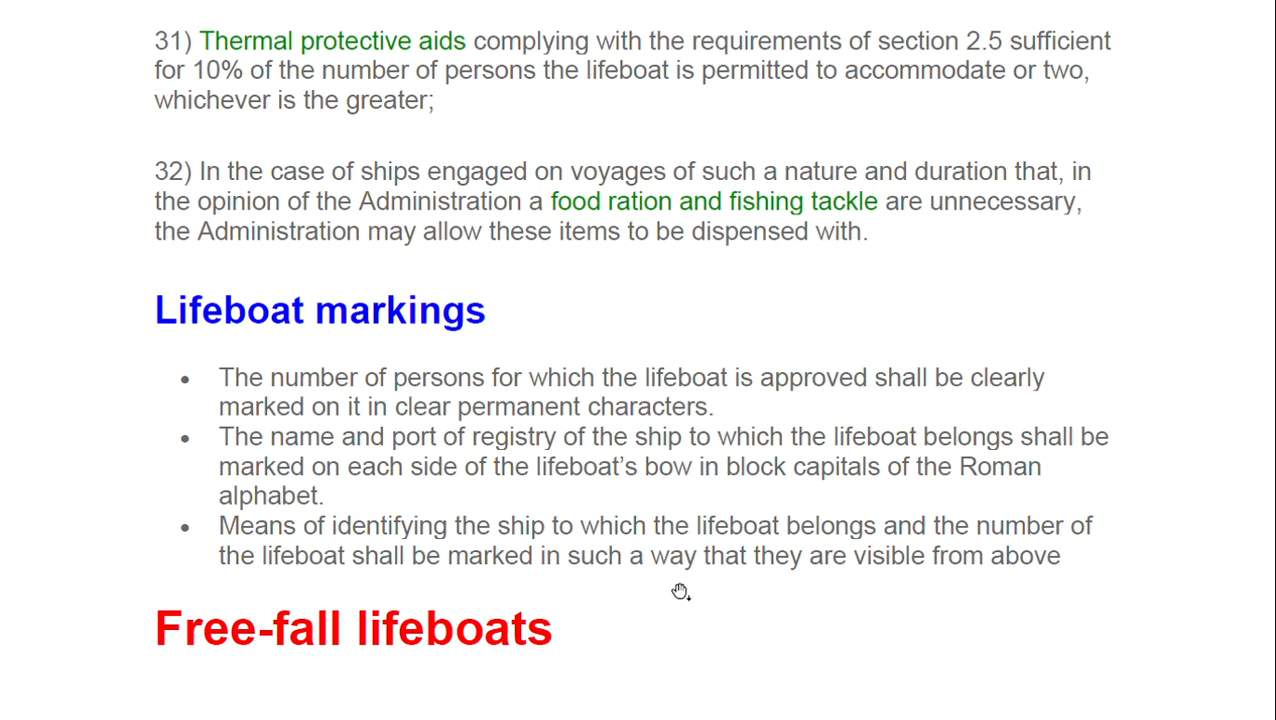 31) Thermal protective aids complying with the requirements of section 2.5 sufficient
for 10% of the number of persons the lifeboat is permitted to accommodate or two,
whichever is the greater;
32) In the case of ships engaged on voyages of such a nature and duration that, in
the opinion of the Administration a food ration and fishing tackle are unnecessary,
the Administration may allow these items to be dispensed with.
Lifeboat markings
• The number of persons for which the lifeboat is approved shall be clearly
marked on it in clear permanent characters.
• The name and port of registry of the ship to which the lifeboat belongs shall be
marked on each side of the lifeboat’s bow in block capitals of the Roman
alphabet.
• Means of identifying the ship to which the lifeboat belongs and the number of
the lifeboat shall be marked in such a way that they are visible from above
Free-fall lifeboats